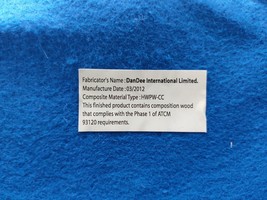 Fabricator's Name : DanDee International Limited.
Manufacture Date : 03/2012
Composite Material Type : HWPW-CC
This finished product contains composition wood
that complies with the Phase 1 of ATCM
93120 requirements.